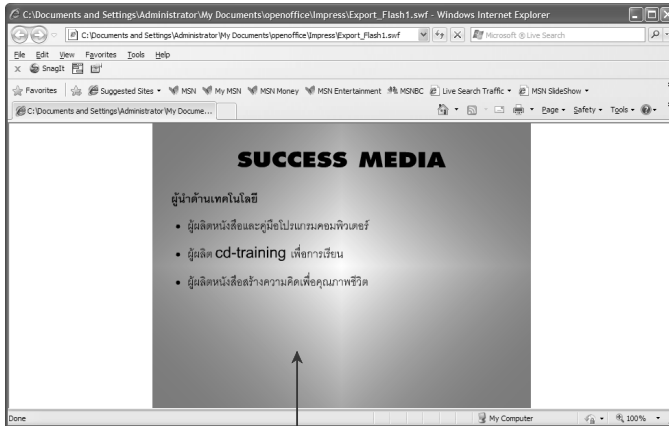 C:\Documents and Settings\Administrator\My Documents\openoffice\Impress\Export_Flash1.swf - Windows Internet Explorer
C:\Documents and Settings\Administrator\My Documents\openoffice\Impress\Export_Flash1.swf Microsoft ® Live Search
File Edit View Favorites Tools Help
x SnagIt
Favorites Suggested Sites MSN My MSN MSN Money MSN Entertainment MSNBC Live Search Traffic MSN SlideShow
C:\Documents and Settings\Administrator\My Docume... Page Safety Tools
SUCCESS MEDIA
ผู้นำด้านเทคโนโลยี
• ผู้ผลิตหนังสือและคู่มือโปรแกรมคอมพิวเตอร์
• ผู้ผลิต cd-training เพื่อการเรียน
• ผู้ผลิตหนังสือสร้างความคิดเพื่อคุณภาพชีวิต
Done My Computer 100%